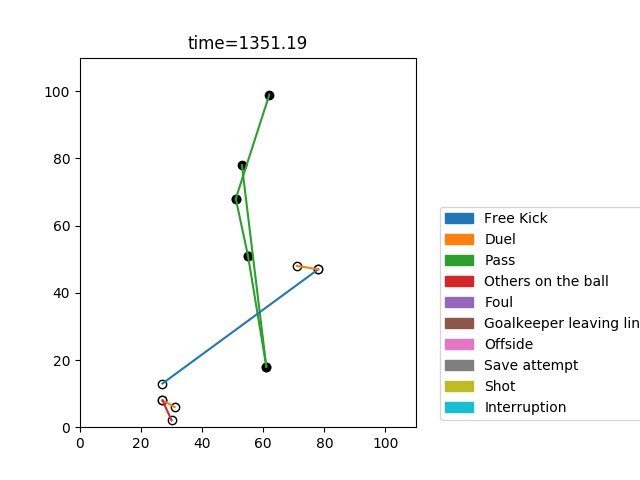 time=1351.19
100
80
60
40
20
0
0 20 40 60 80 100
Free Kick
Duel
Pass
Others on the ball
Foul
Goalkeeper leaving lin
Offside
Save attempt
Shot
Interruption